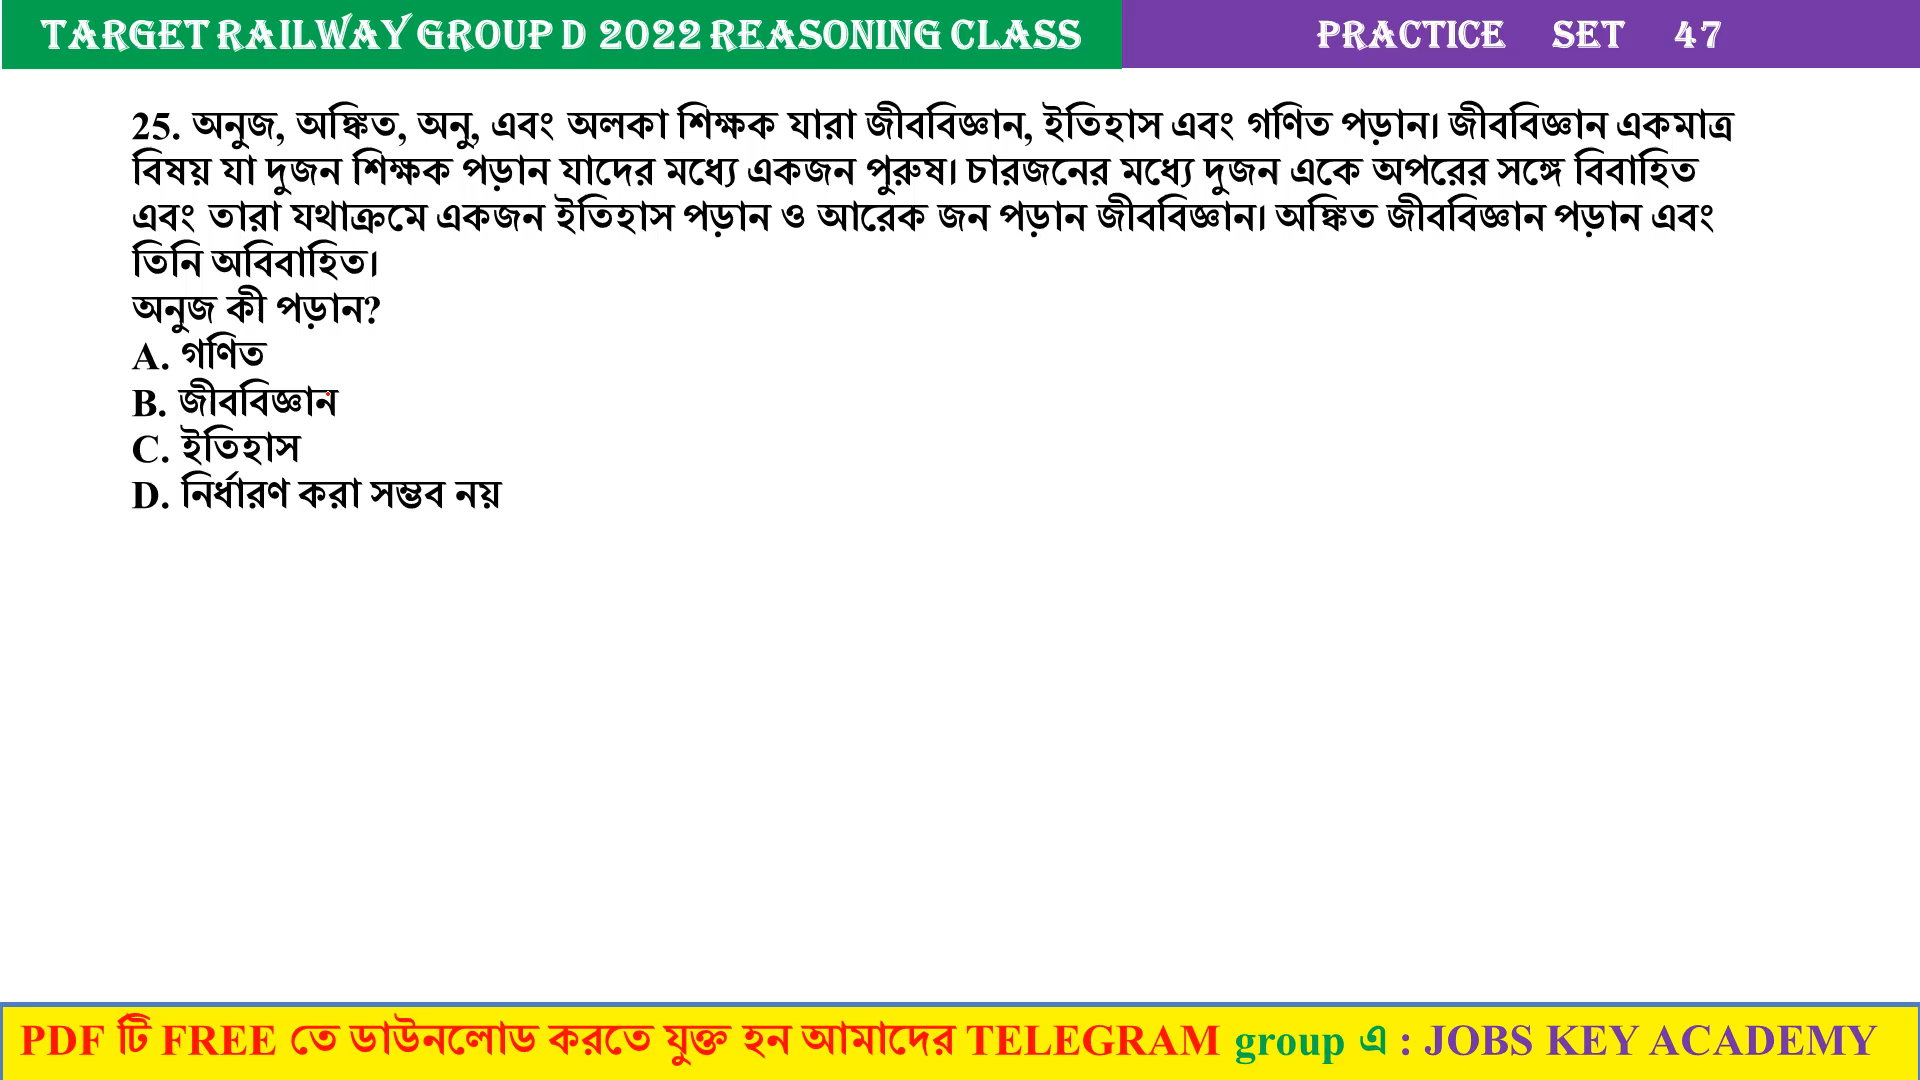 TARGET RAILWAY GROUP D 2022 REASONING CLASS PRACTICE SET 47
25. অনুজ, অঙ্কিত, অনু, এবং অলকা শিক্ষক যারা জীববিজ্ঞান, ইতিহাস এবং গণিত পড়ান। জীববিজ্ঞান একমাত্র
বিষয় যা দুজন শিক্ষক পড়ান যাদের মধ্যে একজন পুরুষ। চারজনের মধ্যে দুজন একে অপরের সঙ্গে বিবাহিত
এবং তারা যথাক্রমে একজন ইতিহাস পড়ান ও আরেক জন পড়ান জীববিজ্ঞান। অঙ্কিত জীববিজ্ঞান পড়ান এবং
তিনি অবিবাহিত।
অনুজ কী পড়ান?
A. গণিত
B. জীববিজ্ঞান
C. ইতিহাস
D. নির্ধারণ করা সম্ভব নয়
PDF টি FREE তে ডাউনলোড করতে যুক্ত হন আমাদের TELEGRAM group এ : JOBS KEY ACADEMY